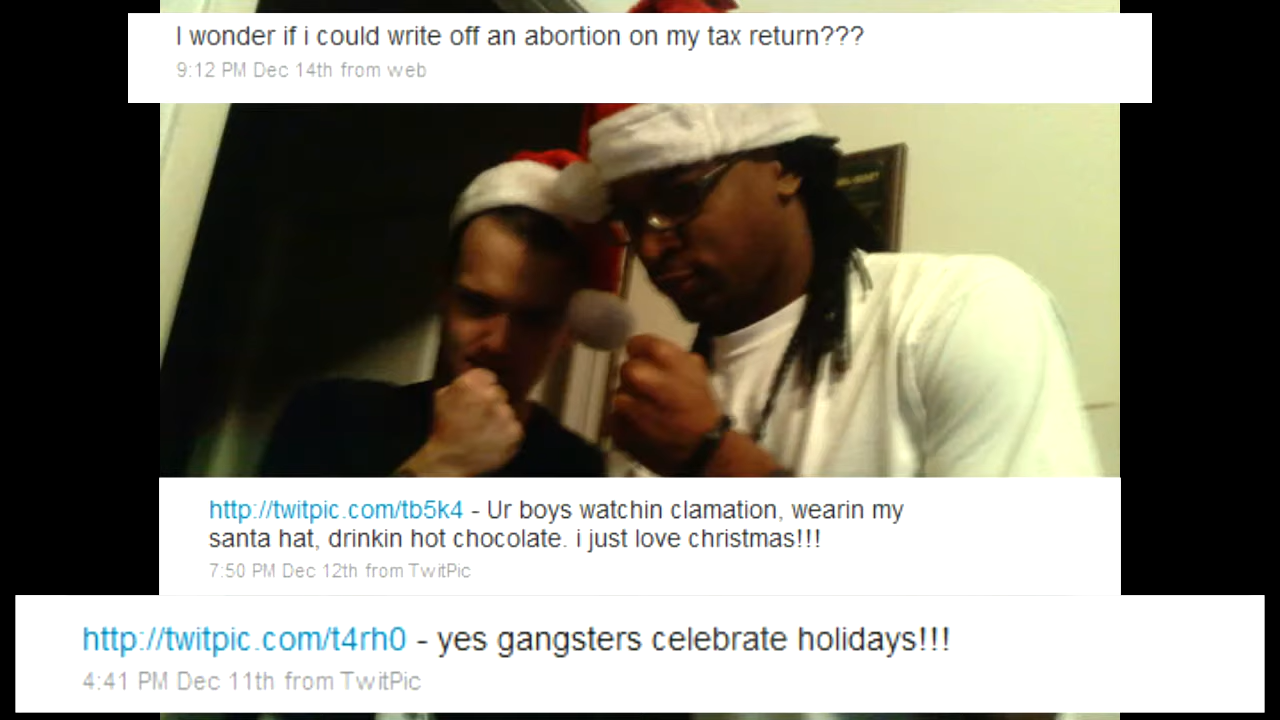 I wonder if i could write off an abortion on my tax return???
9:12 PM Dec 14th from web
http://twitpic.com/tb5k4 - Ur boys watchin clamation, wearin my
santa hat, drinkin hot chocolate. i just love christmas!!!
7:50 PM Dec 12th from TwitPic
http://twitpic.com/t4rh0 - yes gangsters celebrate holidays!!!
4:41 PM Dec 11th from TwitPic